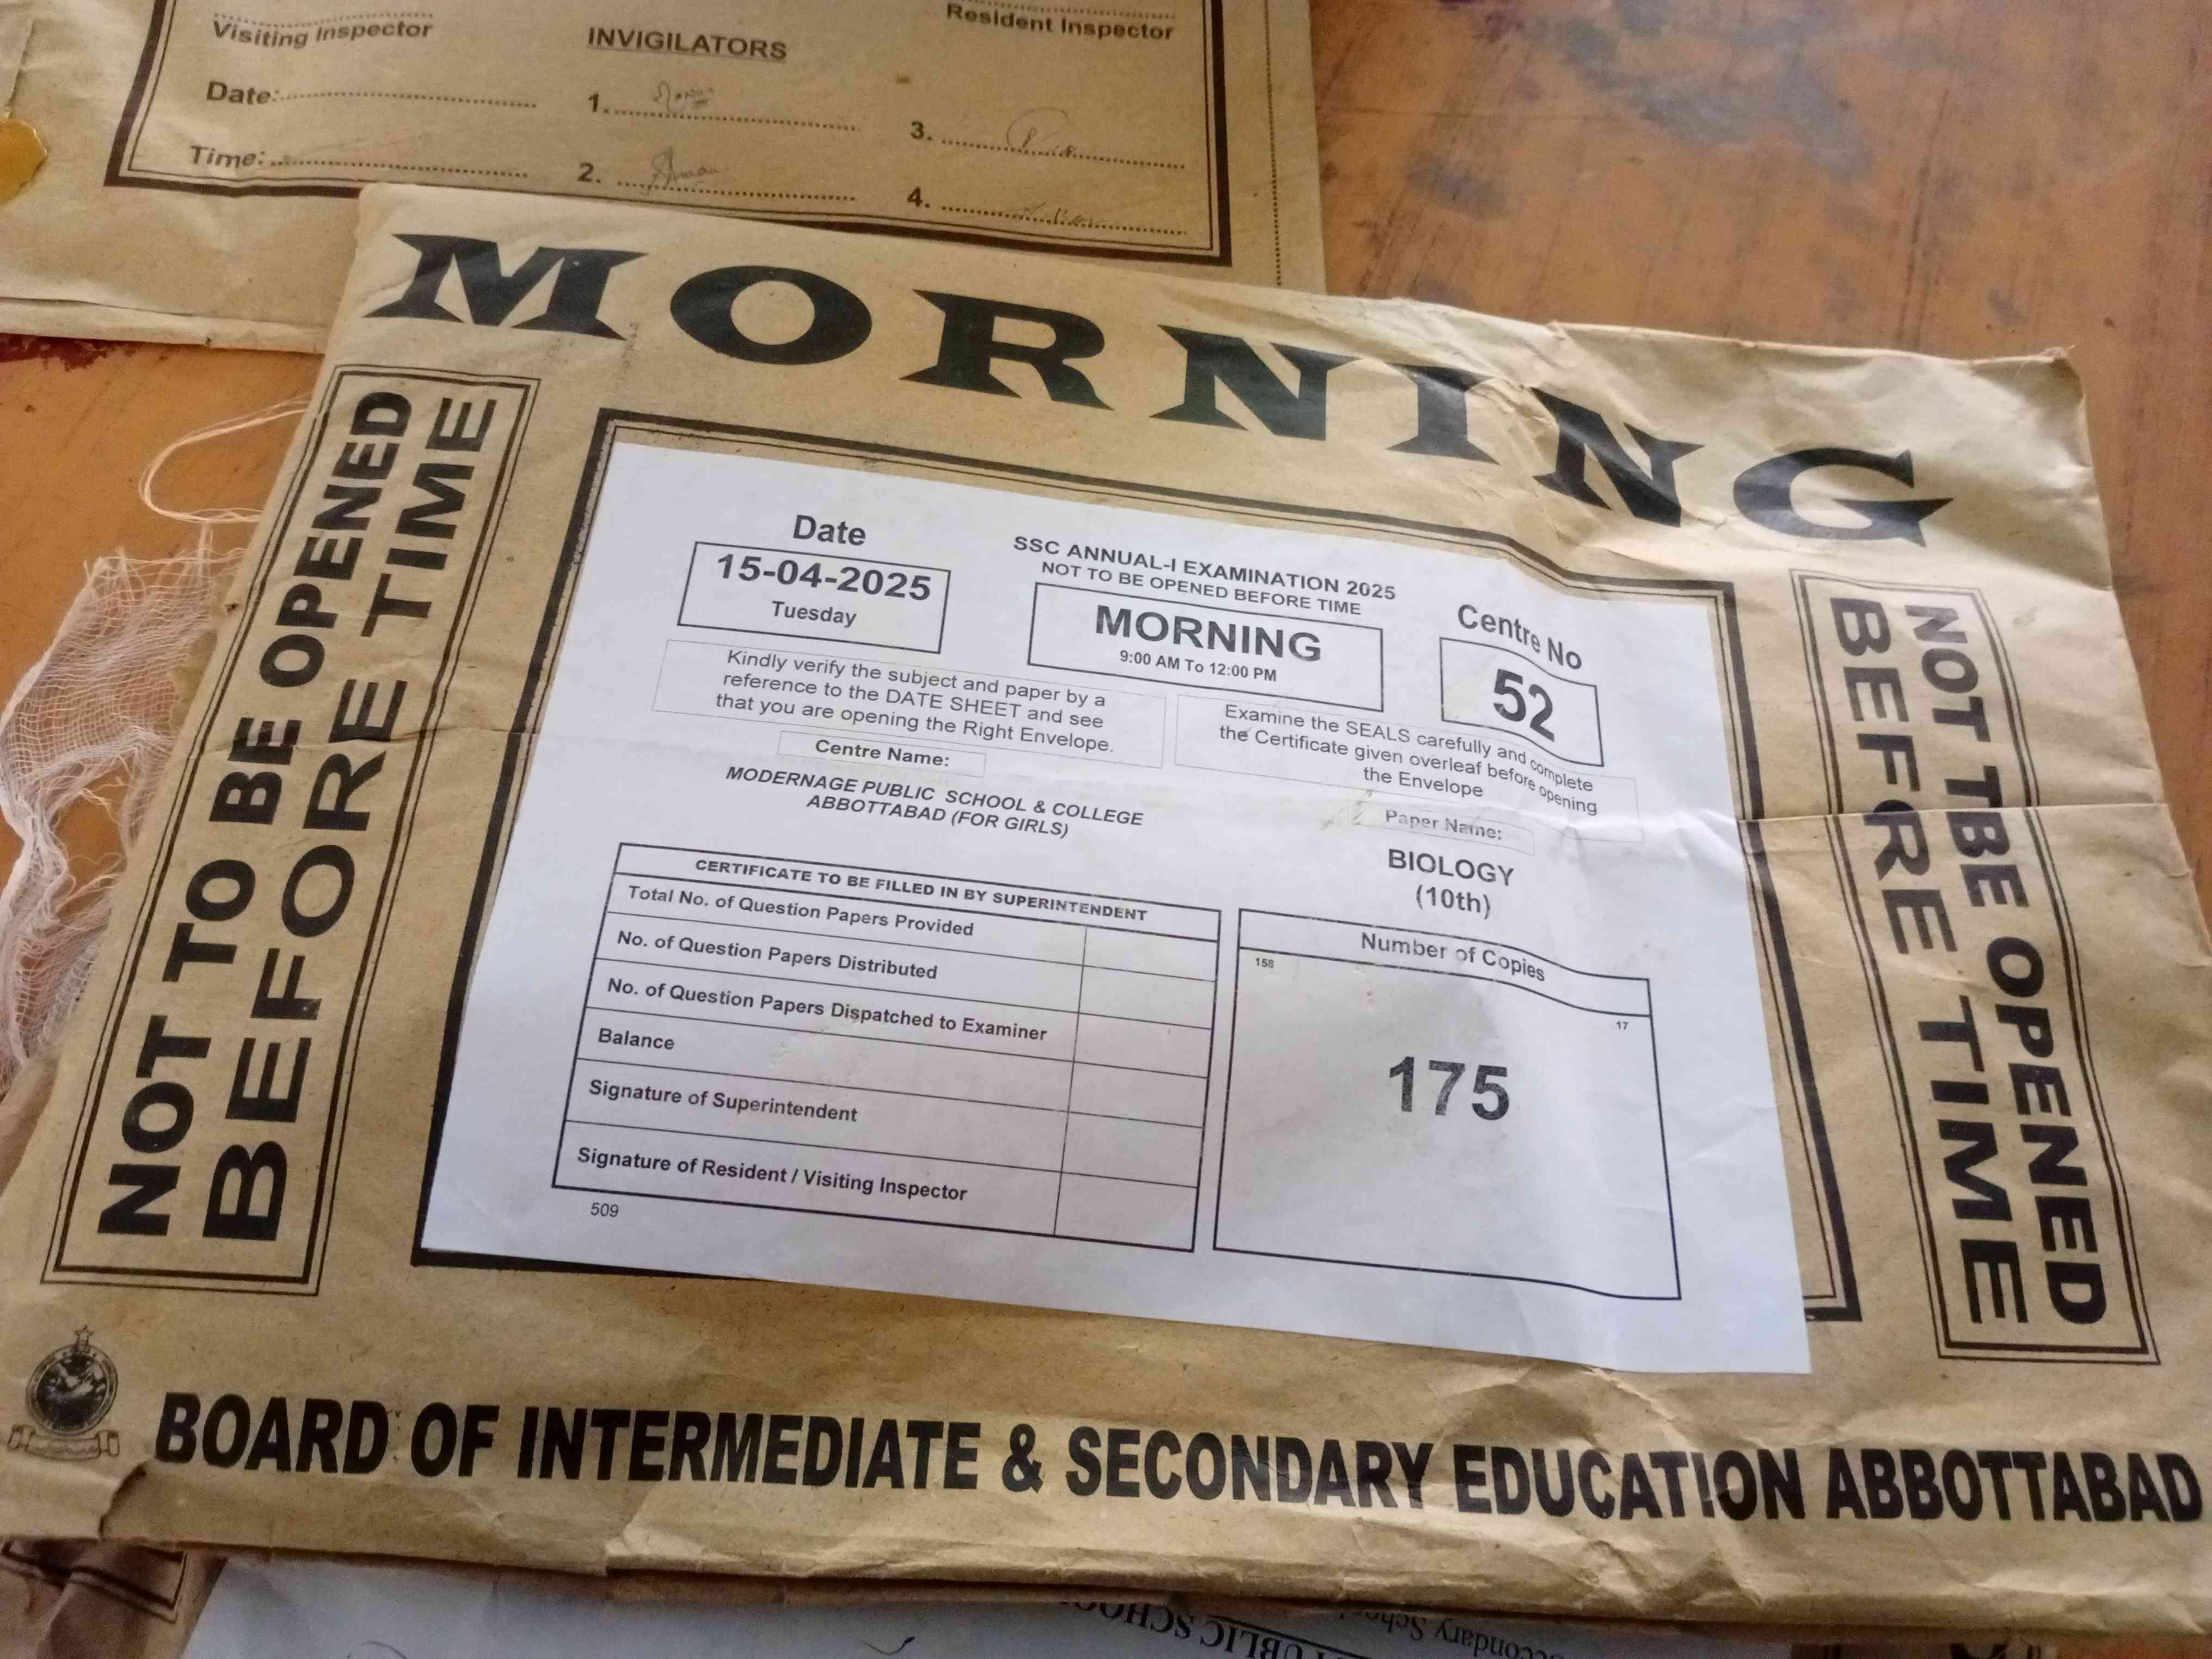 Visiting Inspector
INVIGILATORS
Resident Inspector
Date:
1.
3.
Time:
2.
4.
MORNING
NOT TO BE OPENED
BEFORE TIME
Date
15-04-2025
Tuesday
SSC ANNUAL-I EXAMINATION 2025
NOT TO BE OPENED BEFORE TIME
MORNING
9:00 AM To 12:00 PM
Centre No
52
Kindly verify the subject and paper by a
reference to the DATE SHEET and see
that you are opening the Right Envelope.
Examine the SEALS carefully and complete
the Certificate given overleaf before opening
the Envelope
Centre Name:
MODERNAGE PUBLIC SCHOOL & COLLEGE
ABBOTTABAD (FOR GIRLS)
Paper Name:
BIOLOGY
(10th)
CERTIFICATE TO BE FILLED IN BY SUPERINTENDENT
Total No. of Question Papers Provided
No. of Question Papers Distributed
No. of Question Papers Dispatched to Examiner
Balance
Signature of Superintendent
Signature of Resident / Visiting Inspector
509
Number of Copies
158
17
175
NOT TBE OPENED
BEFRE TIME
BOARD OF INTERMEDIATE & SECONDARY EDUCATION ABBOTTABAD